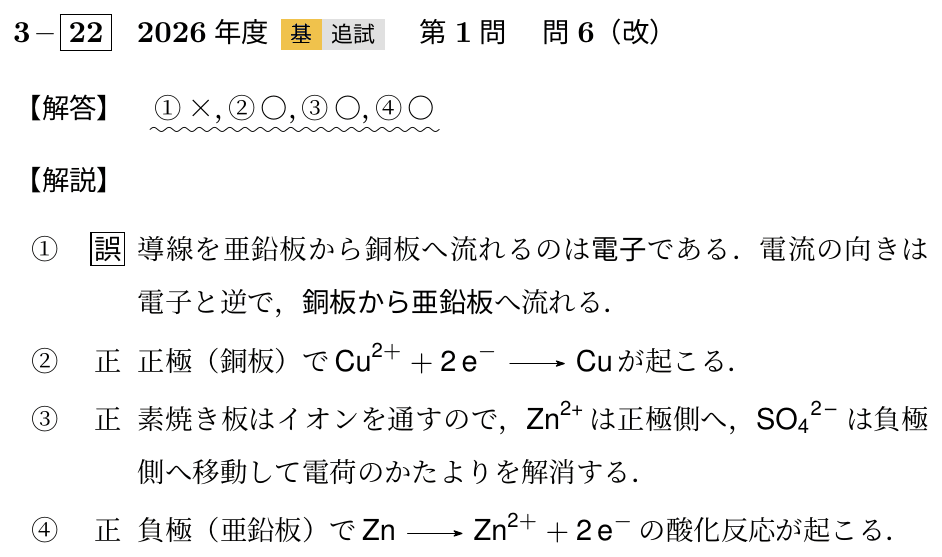 3-22 2026 年度 基 追試 第 1 問 問 6（改）
【解答】 ① ×, ② ○, ③ ○, ④ ○
【解説】
① 誤 導線を亜鉛板から銅板へ流れるのは電子である．電流の向きは
電子と逆で，銅板から亜鉛板へ流れる．
② 正 正極（銅板）で Cu²⁺ + 2e⁻ ⟶ Cu が起こる．
③ 正 素焼き板はイオンを通すので，Zn²⁺ は正極側へ，SO₄²⁻ は負極
側へ移動して電荷のかたよりを解消する．
④ 正 負極（亜鉛板）で Zn ⟶ Zn²⁺ + 2e⁻ の酸化反応が起こる．